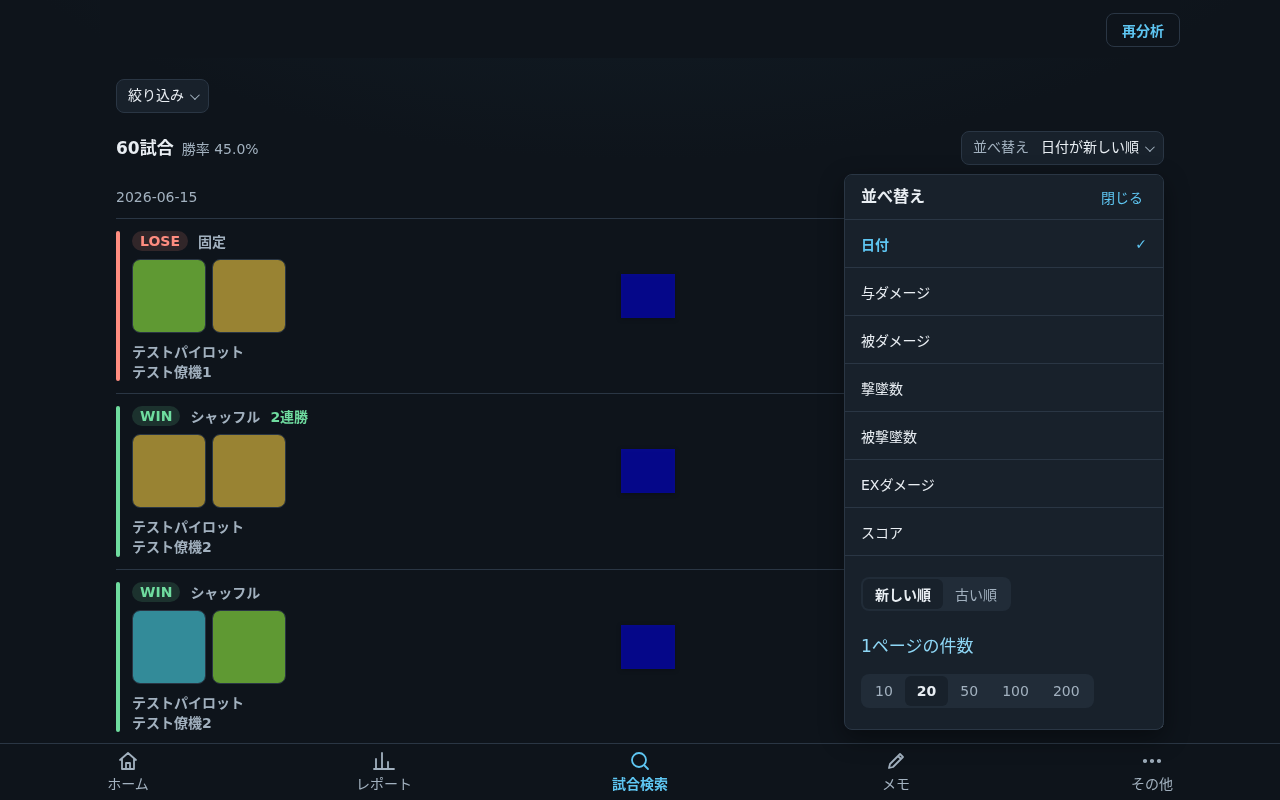 再分析
絞り込み
60試合 勝率 45.0%
並べ替え 日付が新しい順
2026-06-15
LOSE 固定
テストパイロット
テスト僚機1
WIN シャッフル 2連勝
テストパイロット
テスト僚機2
WIN シャッフル
テストパイロット
テスト僚機2
並べ替え 閉じる
日付 ✓
与ダメージ
被ダメージ
撃墜数
被撃墜数
EXダメージ
スコア
新しい順 古い順
1ページの件数
10 20 50 100 200
ホーム レポート 試合検索 メモ その他